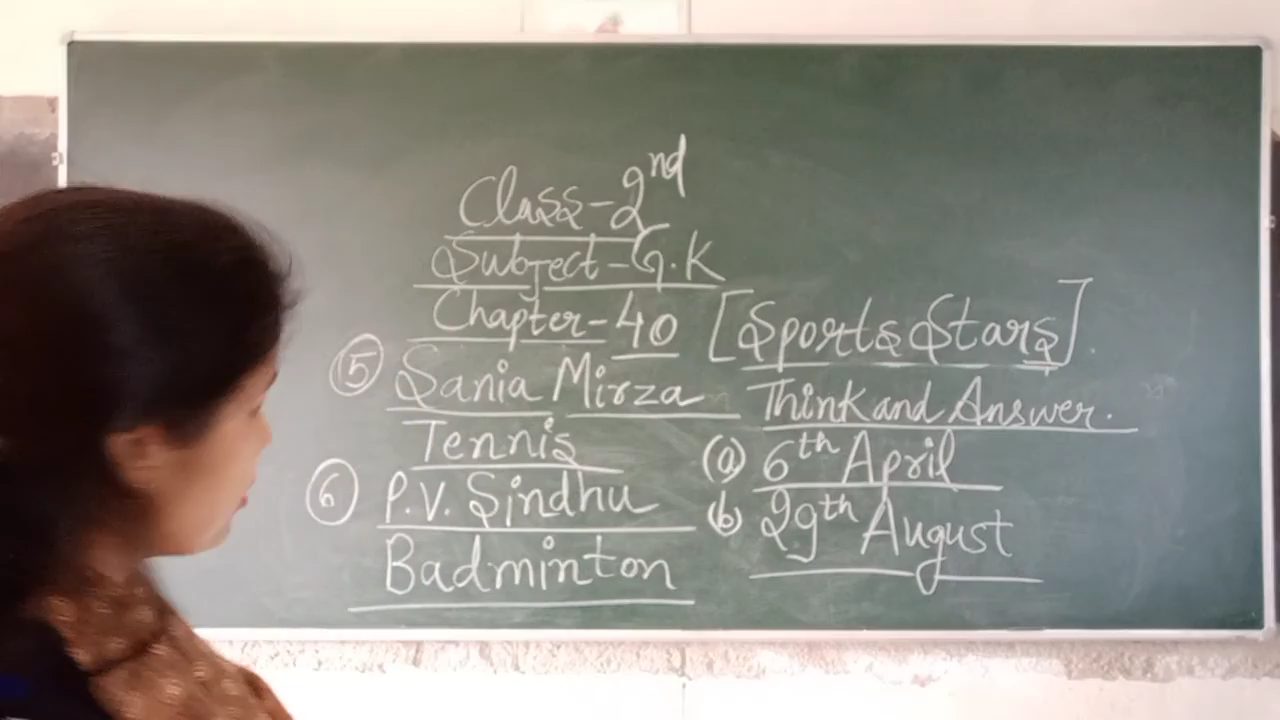 Class-2nd
Subject-G.K
Chapter-40 [Sports Stars].
5 Sania Mirza
Tennis
6 P.V. Sindhu
Badminton
Think and Answer.
(a) 6th April
(b) 29th August